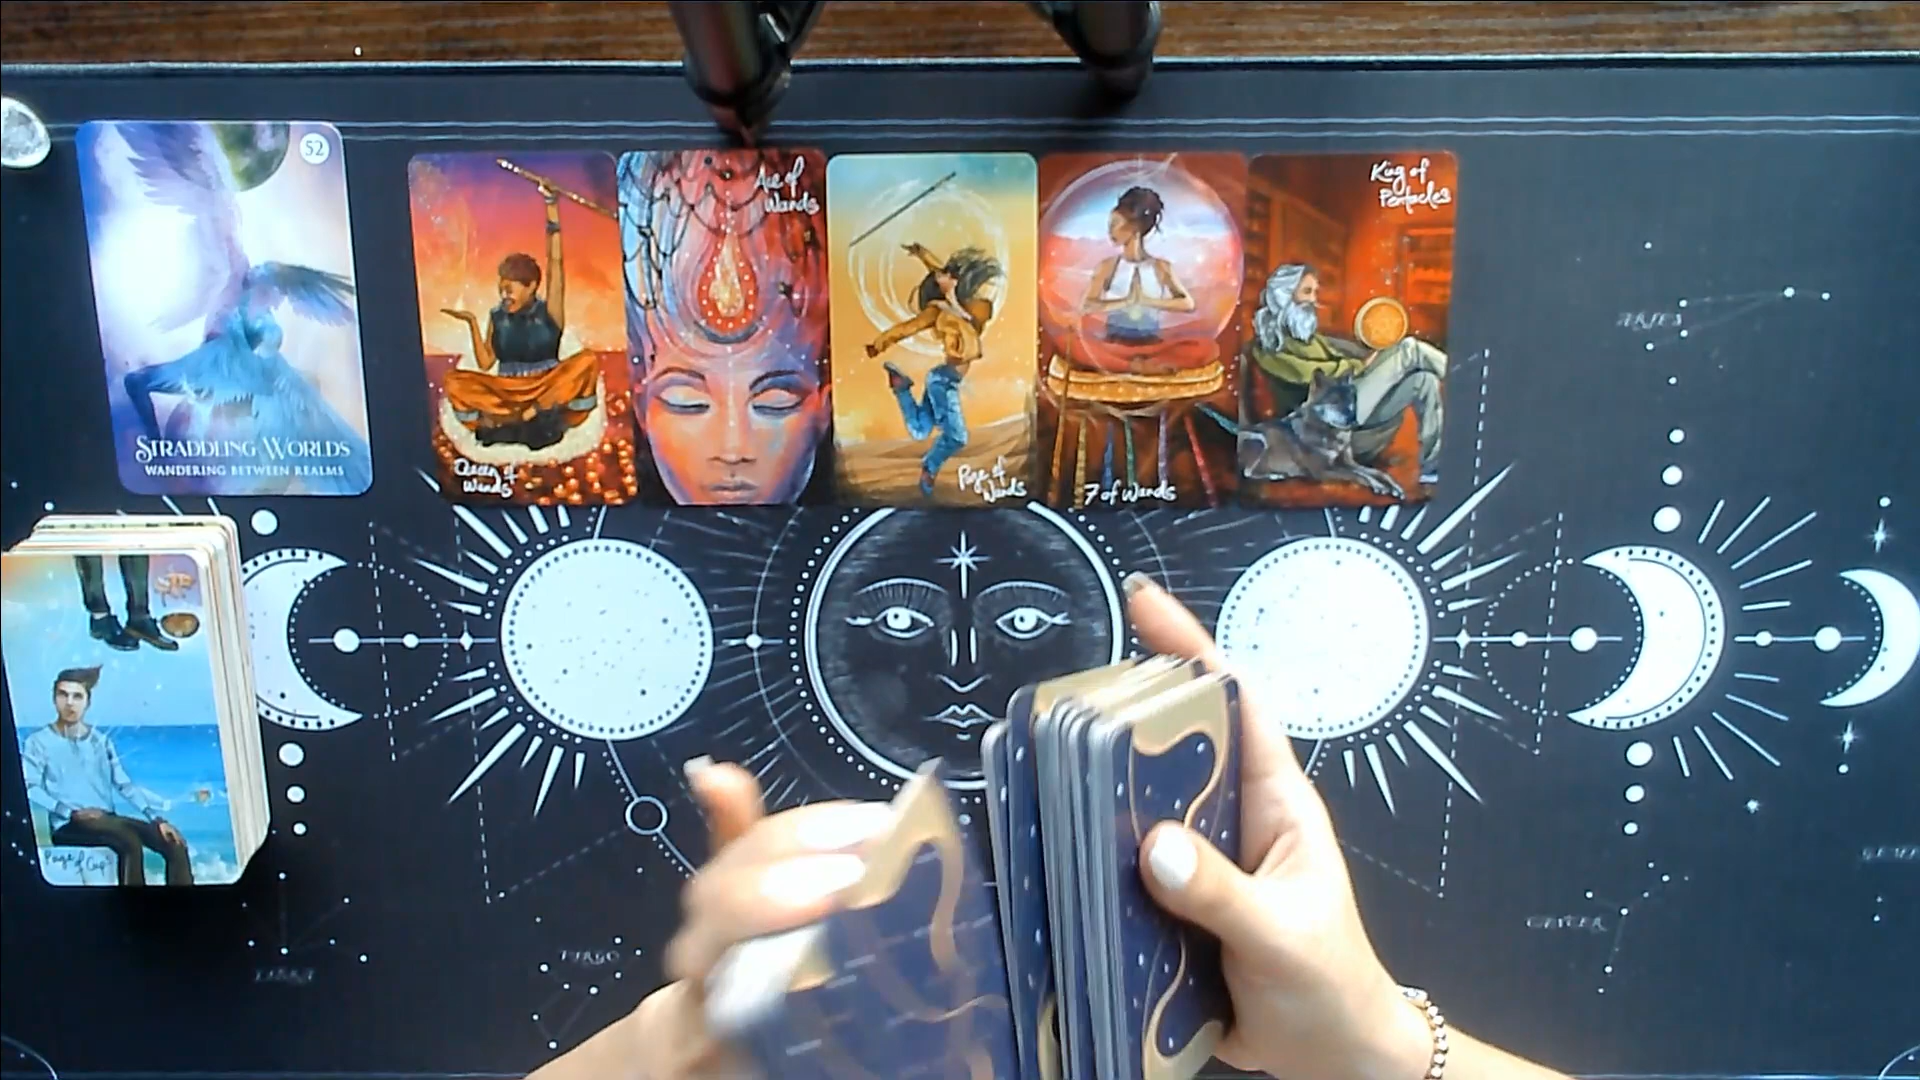 52
STRADDLING WORLDS
WANDERING BETWEEN REALMS
Queen of
Wands
Ace of
Wands
Page of
Wands
7 of Wands
King of
Pentacles
Page of Cups
ARIES
VIRGO